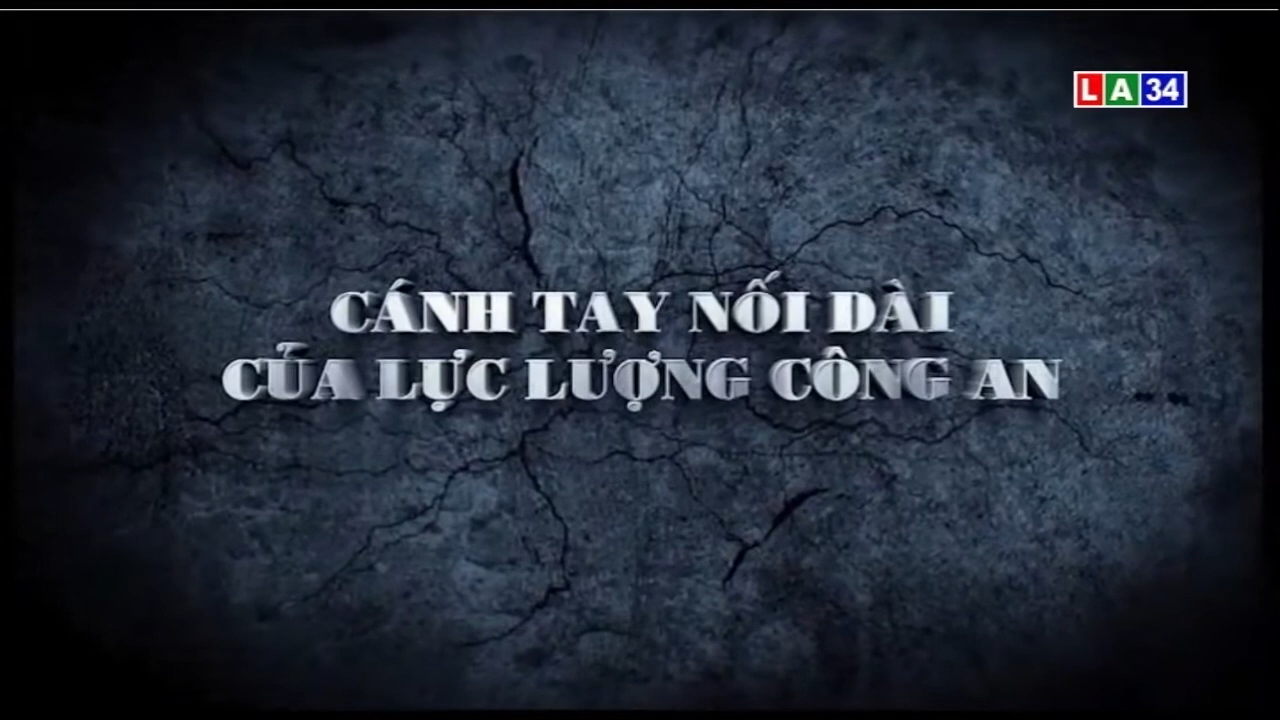 LA34
CÁNH TAY NỐI DÀI
CỦA LỰC LƯỢNG CÔNG AN